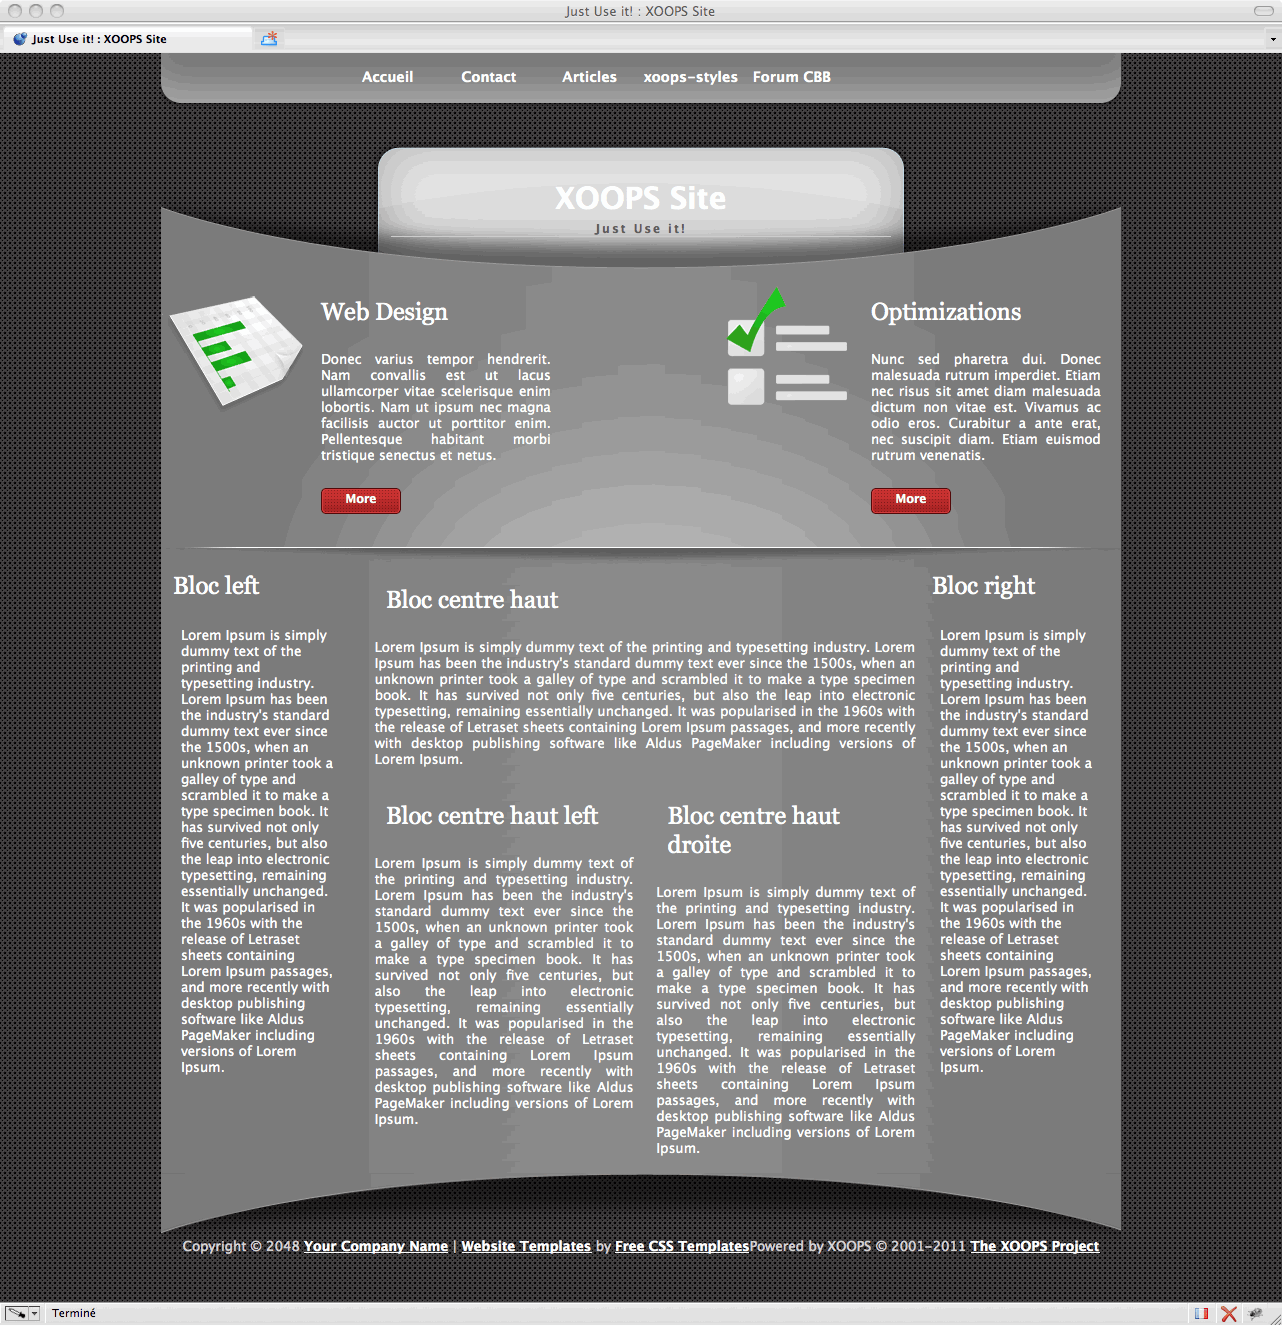 Just Use it! : XOOPS Site
Just Use it! : XOOPS Site
Accueil Contact Articles xoops-styles Forum CBB
XOOPS Site
Just Use it!
Web Design
Donec varius tempor hendrerit.
Nam convallis est ut lacus
ullamcorper vitae scelerisque enim
lobortis. Nam ut ipsum nec magna
facilisis auctor ut porttitor enim.
Pellentesque habitant morbi
tristique senectus et netus.
More
Optimizations
Nunc sed pharetra dui. Donec
malesuada rutrum imperdiet. Etiam
nec risus sit amet diam malesuada
dictum non vitae est. Vivamus ac
odio eros. Curabitur a ante erat,
nec suscipit diam. Etiam euismod
rutrum venenatis.
More
Bloc left
Lorem Ipsum is simply
dummy text of the
printing and
typesetting industry.
Lorem Ipsum has been
the industry's standard
dummy text ever since
the 1500s, when an
unknown printer took a
galley of type and
scrambled it to make a
type specimen book. It
has survived not only
five centuries, but also
the leap into electronic
typesetting, remaining
essentially unchanged.
It was popularised in
the 1960s with the
release of Letraset
sheets containing
Lorem Ipsum passages,
and more recently with
desktop publishing
software like Aldus
PageMaker including
versions of Lorem
Ipsum.
Bloc centre haut
Lorem Ipsum is simply dummy text of the printing and typesetting industry. Lorem
Ipsum has been the industry's standard dummy text ever since the 1500s, when an
unknown printer took a galley of type and scrambled it to make a type specimen
book. It has survived not only five centuries, but also the leap into electronic
typesetting, remaining essentially unchanged. It was popularised in the 1960s with
the release of Letraset sheets containing Lorem Ipsum passages, and more recently
with desktop publishing software like Aldus PageMaker including versions of
Lorem Ipsum.
Bloc centre haut left
Lorem Ipsum is simply dummy text of
the printing and typesetting industry.
Lorem Ipsum has been the industry's
standard dummy text ever since the
1500s, when an unknown printer took
a galley of type and scrambled it to
make a type specimen book. It has
survived not only five centuries, but
also the leap into electronic
typesetting, remaining essentially
unchanged. It was popularised in the
1960s with the release of Letraset
sheets containing Lorem Ipsum
passages, and more recently with
desktop publishing software like Aldus
PageMaker including versions of Lorem
Ipsum.
Bloc centre haut
droite
Lorem Ipsum is simply dummy text of
the printing and typesetting industry.
Lorem Ipsum has been the industry's
standard dummy text ever since the
1500s, when an unknown printer took
a galley of type and scrambled it to
make a type specimen book. It has
survived not only five centuries, but
also the leap into electronic
typesetting, remaining essentially
unchanged. It was popularised in the
1960s with the release of Letraset
sheets containing Lorem Ipsum
passages, and more recently with
desktop publishing software like Aldus
PageMaker including versions of Lorem
Ipsum.
Bloc right
Lorem Ipsum is simply
dummy text of the
printing and
typesetting industry.
Lorem Ipsum has been
the industry's standard
dummy text ever since
the 1500s, when an
unknown printer took a
galley of type and
scrambled it to make a
type specimen book. It
has survived not only
five centuries, but also
the leap into electronic
typesetting, remaining
essentially unchanged.
It was popularised in
the 1960s with the
release of Letraset
sheets containing
Lorem Ipsum passages,
and more recently with
desktop publishing
software like Aldus
PageMaker including
versions of Lorem
Ipsum.
Copyright © 2048 Your Company Name | Website Templates by Free CSS TemplatesPowered by XOOPS © 2001-2011 The XOOPS Project
Terminé